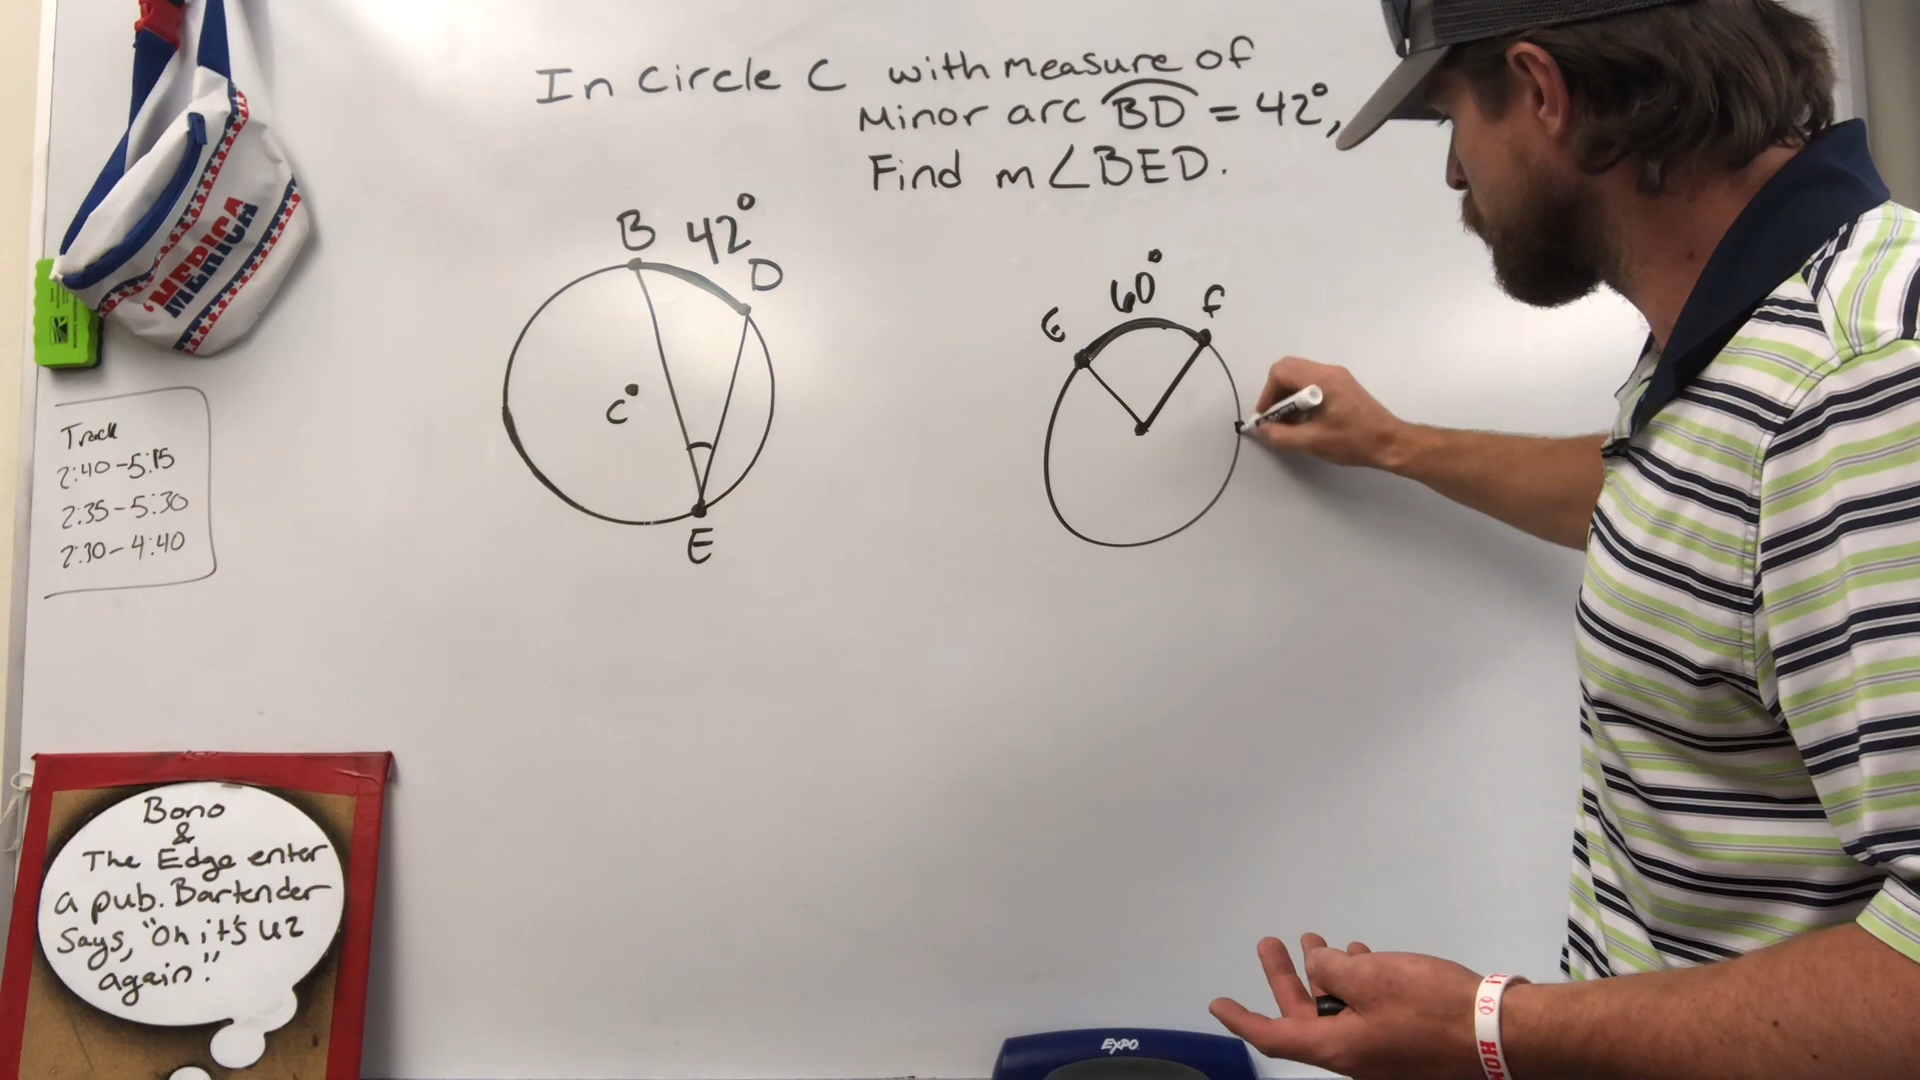 In Circle C with measure of
Minor arc BD = 42°,
Find m∠BED.
B 42°
D
C
E
60°
E f
'MERICA
MERICA
Track
2:40-5:15
2:35-5:30
2:30-4:40
Bono
&
The Edge enter
a pub. Bartender
Says, "Oh it's U2
again."
EXPO
HOM